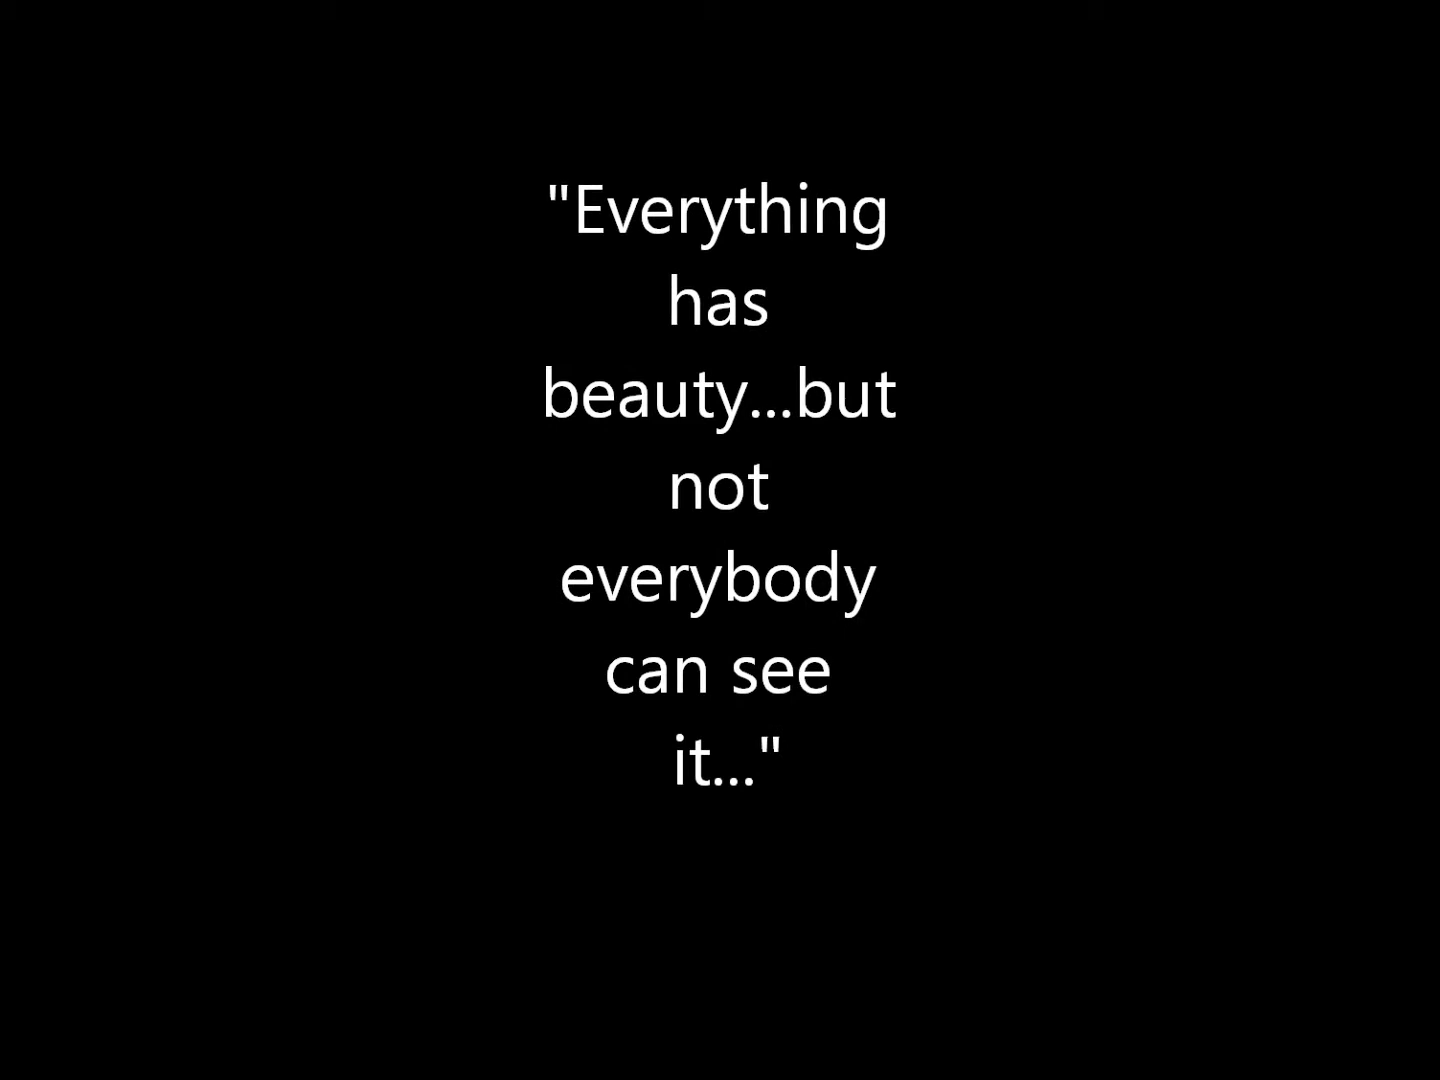 "Everything
has
beauty...but
not
everybody
can see
it..."